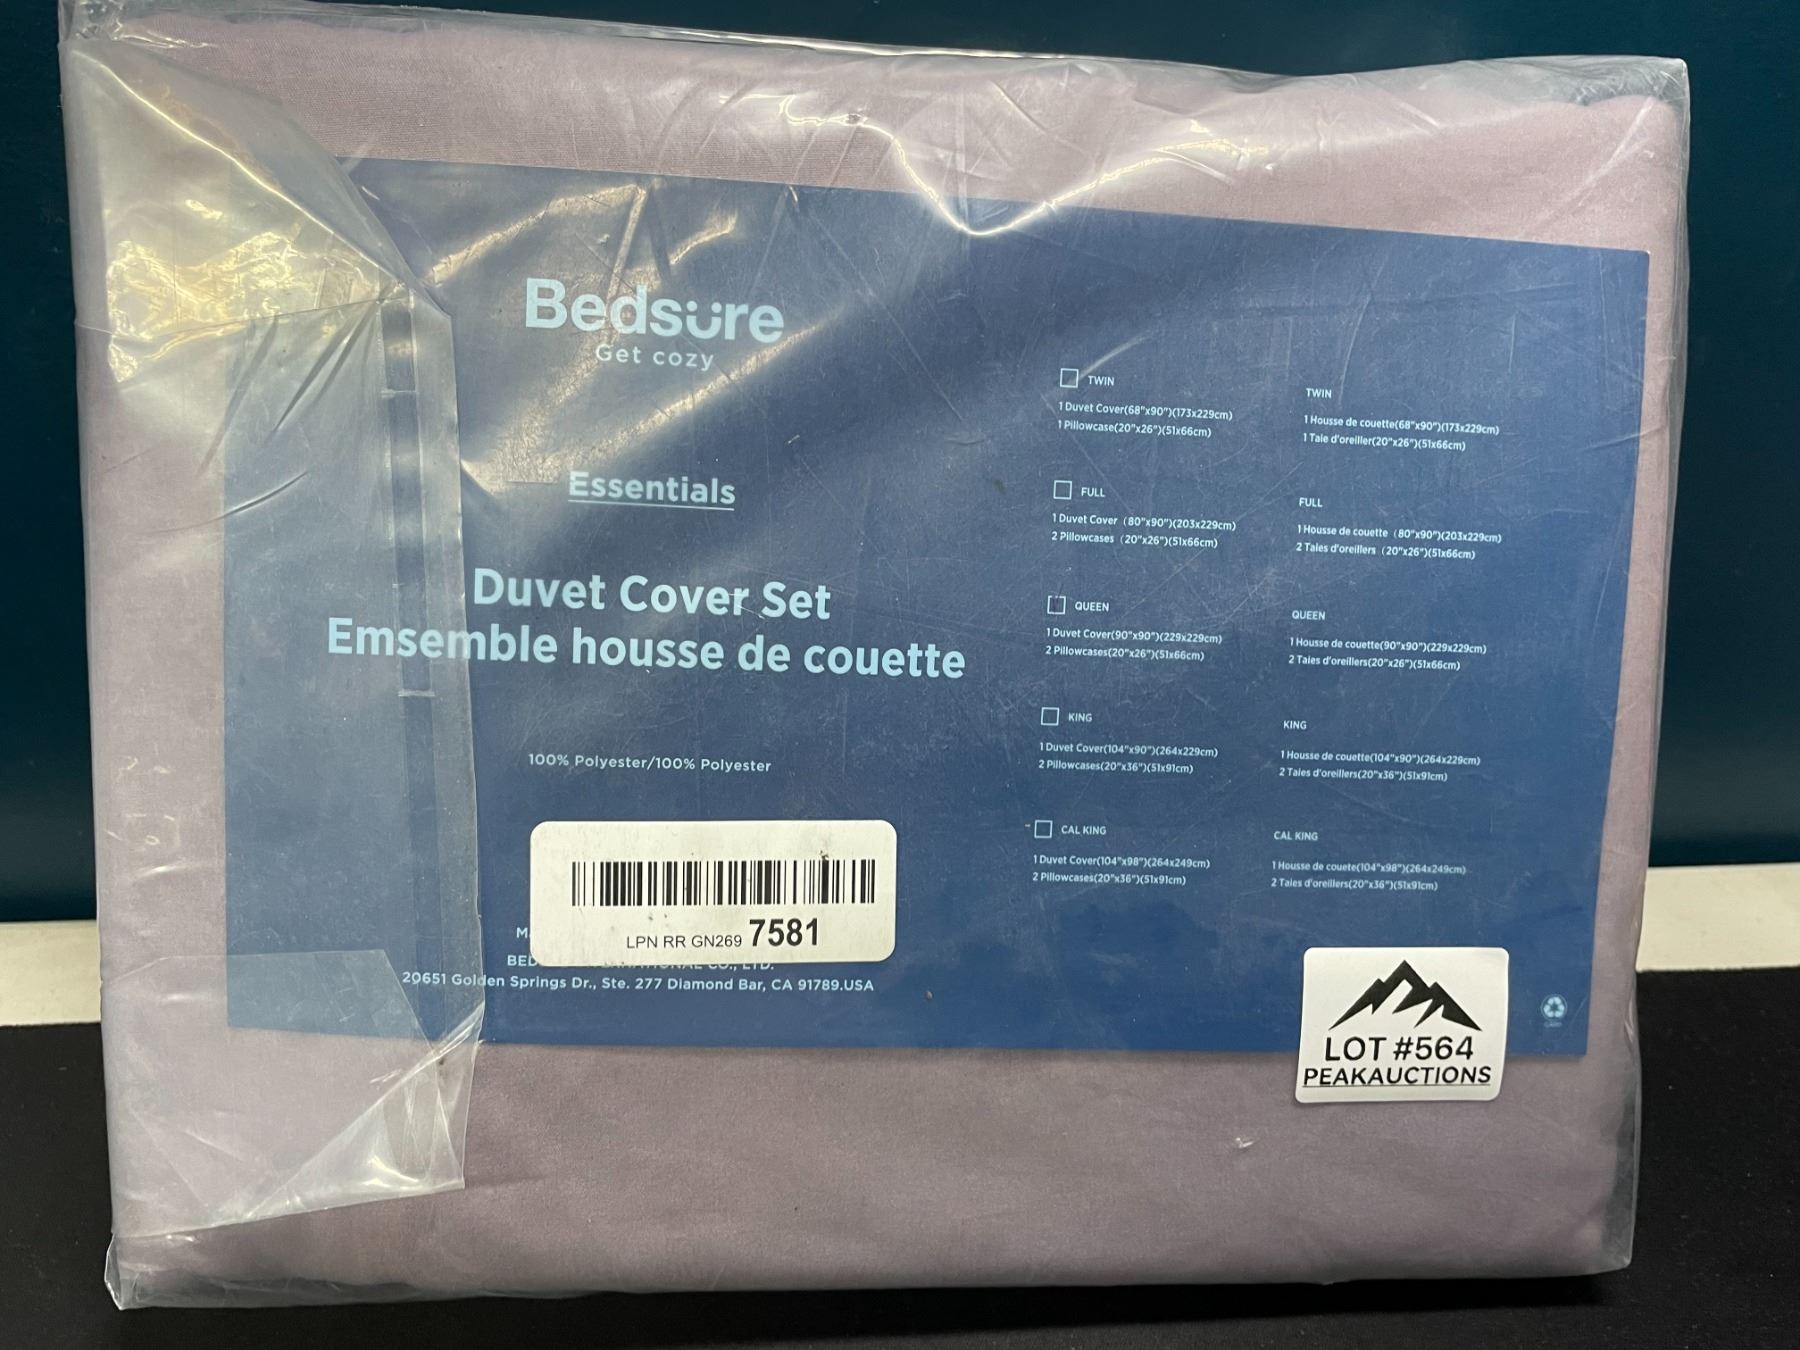 Bedsure
Get cozy
Essentials
Duvet Cover Set
Emsemble housse de couette
100% Polyester/100% Polyester
LPN RR GN269 7581
CO., LTD.
20651 Golden Springs Dr., Ste. 277 Diamond Bar, CA 91789.USA
TWIN
1 Duvet Cover(68"x90")(173x229cm)
1 Pillowcase(20"x26")(51x66cm)
FULL
1 Duvet Cover (80"x90")(203x229cm)
2 Pillowcases (20"x26")(51x66cm)
QUEEN
1 Duvet Cover(90"x90")(229x229cm)
2 Pillowcases(20"x26")(51x66cm)
KING
1 Duvet Cover(104"x90")(264x229cm)
2 Pillowcases(20"x36")(51x91cm)
CAL KING
1 Duvet Cover(104"x98")(264x249cm)
2 Pillowcases(20"x36")(51x91cm)
TWIN
1 Housse de couette(68"x90")(173x229cm)
1 Taie d'oreiller(20"x26")(51x66cm)
FULL
1 Housse de couette (80"x90")(203x229cm)
2 Taies d'oreillers (20"x26")(51x66cm)
QUEEN
1 Housse de couette(90"x90")(229x229cm)
2 Taies d'oreillers(20"x26")(51x66cm)
KING
1 Housse de couette(104"x90")(264x229cm)
2 Taies d'oreillers(20"x36")(51x91cm)
CAL KING
1 Housse de couete(104"x98")(264x249cm)
2 Taies d'oreillers(20"x36")(51x91cm)
LOT #564
PEAKAUCTIONS